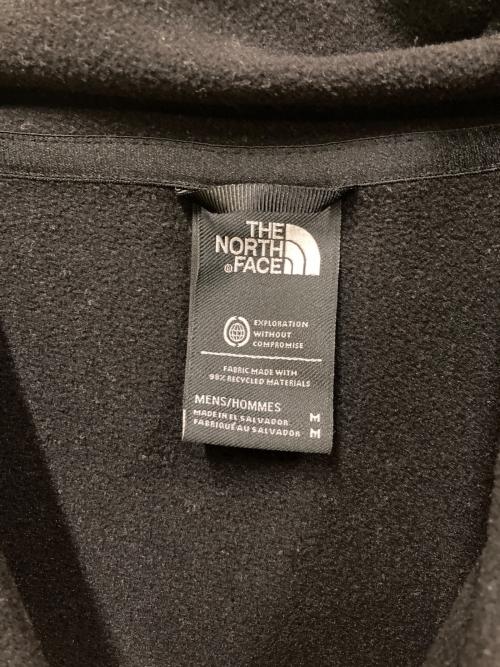 THE
NORTH
®FACE
EXPLORATION
WITHOUT
COMPROMISE
FABRIC MADE WITH
98% RECYCLED MATERIALS
MENS/HOMMES
MADE IN EL SALVADOR M
FABRIQUÉ AU SALVADOR M